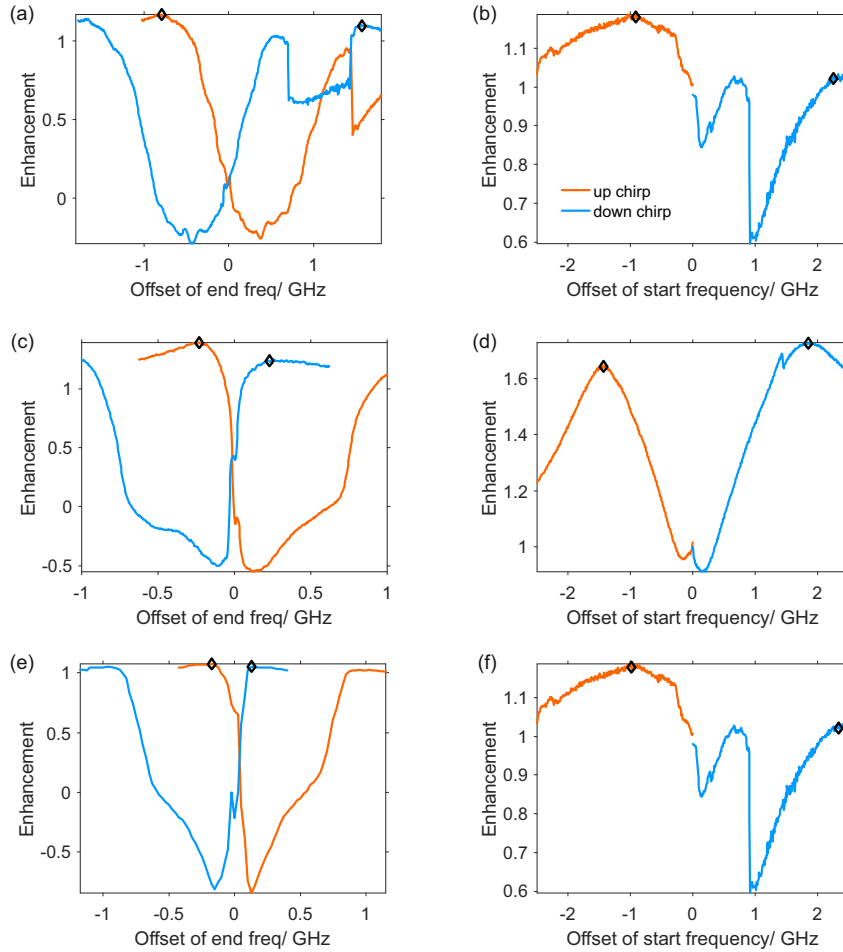 (a)
Enhancement
1
0.5
0
-1
0
1
Offset of end freq/ GHz
(b)
Enhancement
1.1
1
0.9
0.8
0.7
0.6
up chirp
down chirp
-2
-1
0
1
2
Offset of start frequency/ GHz
(c)
Enhancement
1
0.5
0
-0.5
-1
-0.5
0
0.5
1
Offset of end freq/ GHz
(d)
Enhancement
1.6
1.4
1.2
1
-2
-1
0
1
2
Offset of start frequency/ GHz
(e)
Enhancement
1
0.5
0
-0.5
-1
-0.5
0
0.5
1
Offset of end freq/ GHz
(f)
Enhancement
1.1
1
0.9
0.8
0.7
0.6
-2
-1
0
1
2
Offset of start frequency/ GHz